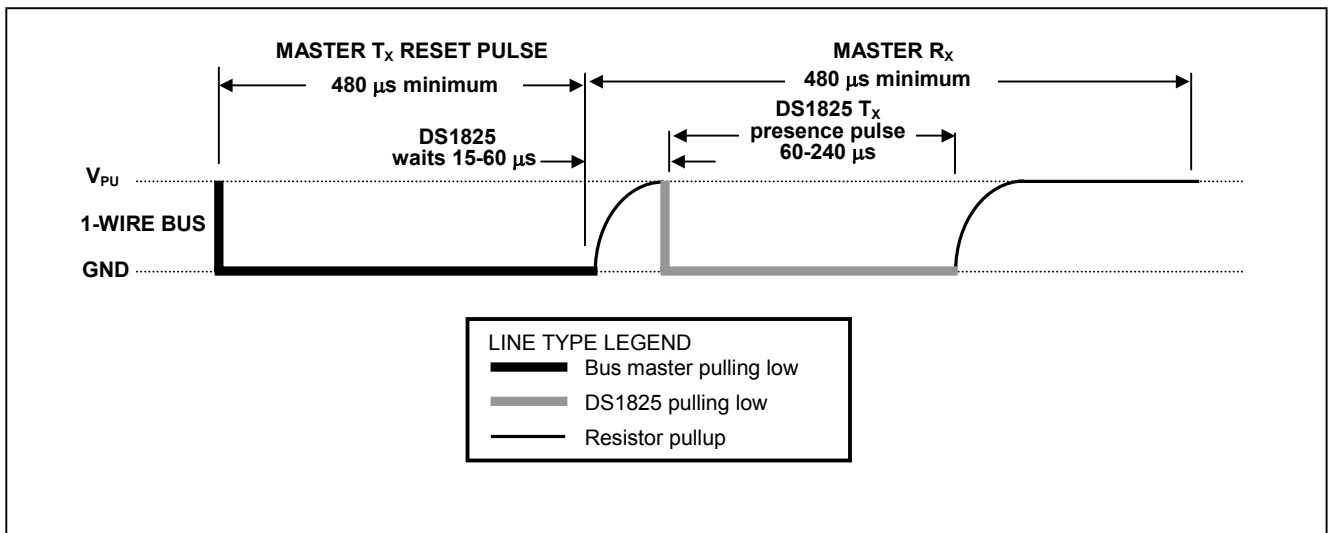 MASTER TX RESET PULSE
480 μs minimum
MASTER RX
480 μs minimum
DS1825
waits 15-60 μs
DS1825 TX
presence pulse
60-240 μs
VPU
1-WIRE BUS
GND
LINE TYPE LEGEND
Bus master pulling low
DS1825 pulling low
Resistor pullup